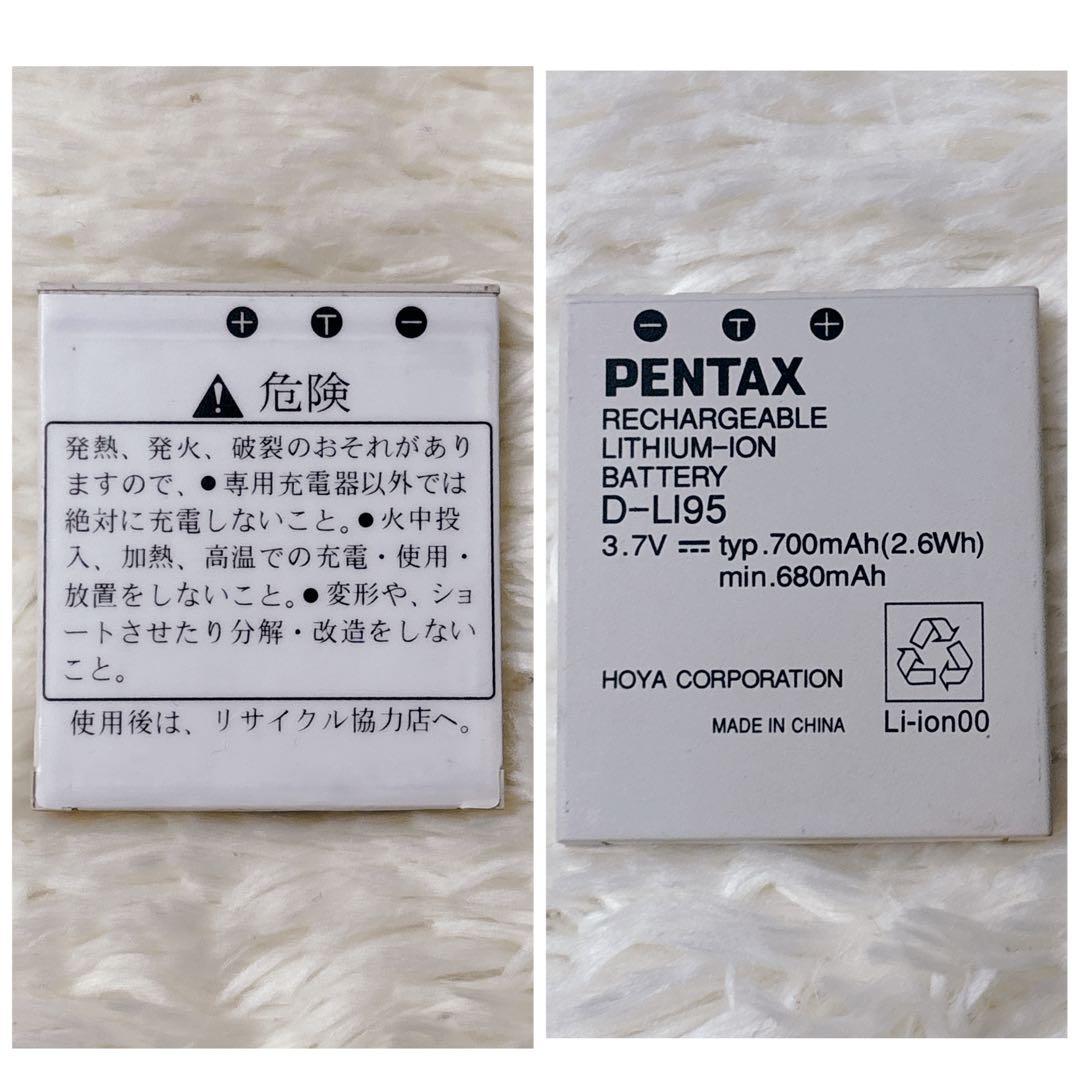 + T -
危険
発熱、発火、破裂のおそれがあり
ますので、●専用充電器以外では
絶対に充電しないこと。●火中投
入、加熱、高温での充電・使用・
放置をしないこと。●変形や、ショ
ートさせたり分解・改造をしない
こと。
使用後は、リサイクル協力店へ。
- T +
PENTAX
RECHARGEABLE
LITHIUM-ION
BATTERY
D-LI95
3.7V ⎓ typ.700mAh(2.6Wh)
min.680mAh
HOYA CORPORATION
MADE IN CHINA
Li-ion00